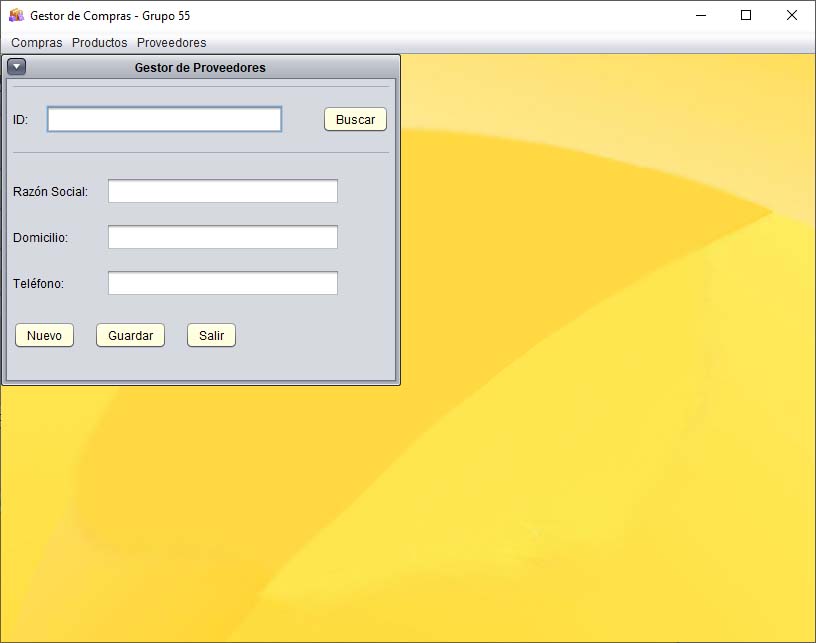 Gestor de Compras - Grupo 55
Compras Productos Proveedores
Gestor de Proveedores
ID: Buscar
Razón Social:
Domicilio:
Teléfono:
Nuevo Guardar Salir